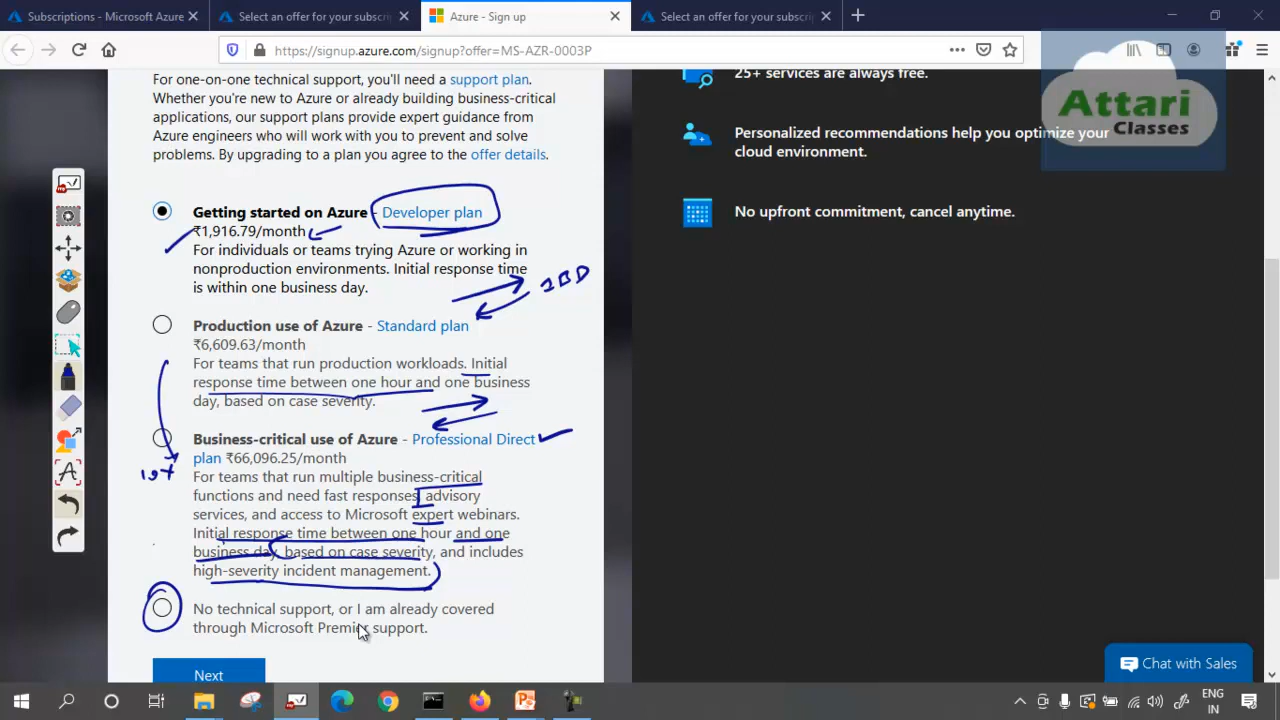 Subscriptions - Microsoft Azure
Select an offer for your subscri
Azure - Sign up
Select an offer for your subscri
https://signup.azure.com/signup?offer=MS-AZR-0003P
Attari
Classes
For one-on-one technical support, you'll need a support plan.
Whether you're new to Azure or already building business-critical
applications, our support plans provide expert guidance from
Azure engineers who will work with you to prevent and solve
problems. By upgrading to a plan you agree to the offer details.
Getting started on Azure - Developer plan
₹1,916.79/month
For individuals or teams trying Azure or working in
nonproduction environments. Initial response time
is within one business day.
1BD
Production use of Azure - Standard plan
₹6,609.63/month
For teams that run production workloads. Initial
response time between one hour and one business
day, based on case severity.
Business-critical use of Azure - Professional Direct
plan ₹66,096.25/month
For teams that run multiple business-critical
functions and need fast responses, advisory
services, and access to Microsoft expert webinars.
Initial response time between one hour and one
business day, based on case severity, and includes
high-severity incident management.
No technical support, or I am already covered
through Microsoft Premier support.
Next
25+ services are always free.
Personalized recommendations help you optimize your
cloud environment.
No upfront commitment, cancel anytime.
Chat with Sales
ENG
IN